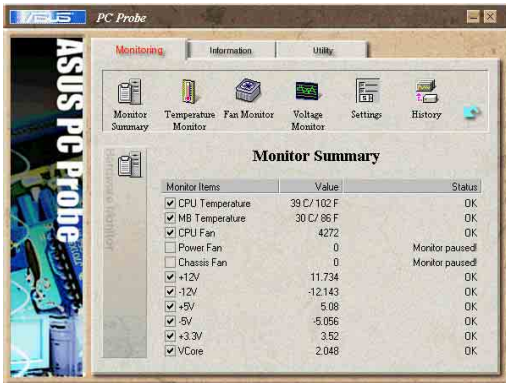 ASUS PC Probe
Monitoring Information Utility
Monitor Summary
Temperature Monitor
Fan Monitor
Voltage Monitor
Settings
History
ASUS PC Probe
Hardware Monitor
Monitor Summary
Monitor Items Value Status
CPU Temperature 39 C/ 102 F OK
MB Temperature 30 C/ 86 F OK
CPU Fan 4272 OK
Power Fan 0 Monitor paused!
Chassis Fan 0 Monitor paused!
+12V 11.734 OK
-12V -12.143 OK
+5V 5.08 OK
-5V -5.056 OK
+3.3V 3.52 OK
VCore 2.048 OK